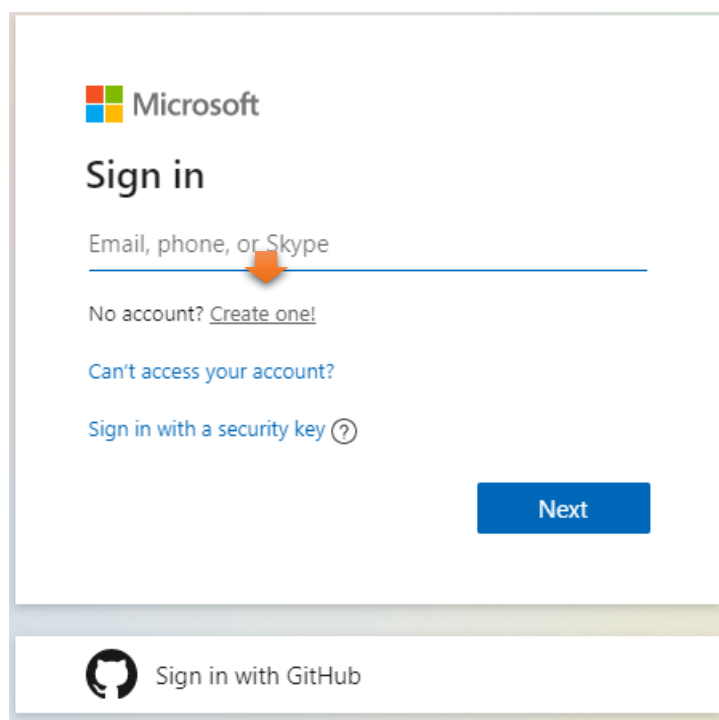 Microsoft
Sign in
Email, phone, or Skype
No account? Create one!
Can't access your account?
Sign in with a security key ?
Next
Sign in with GitHub